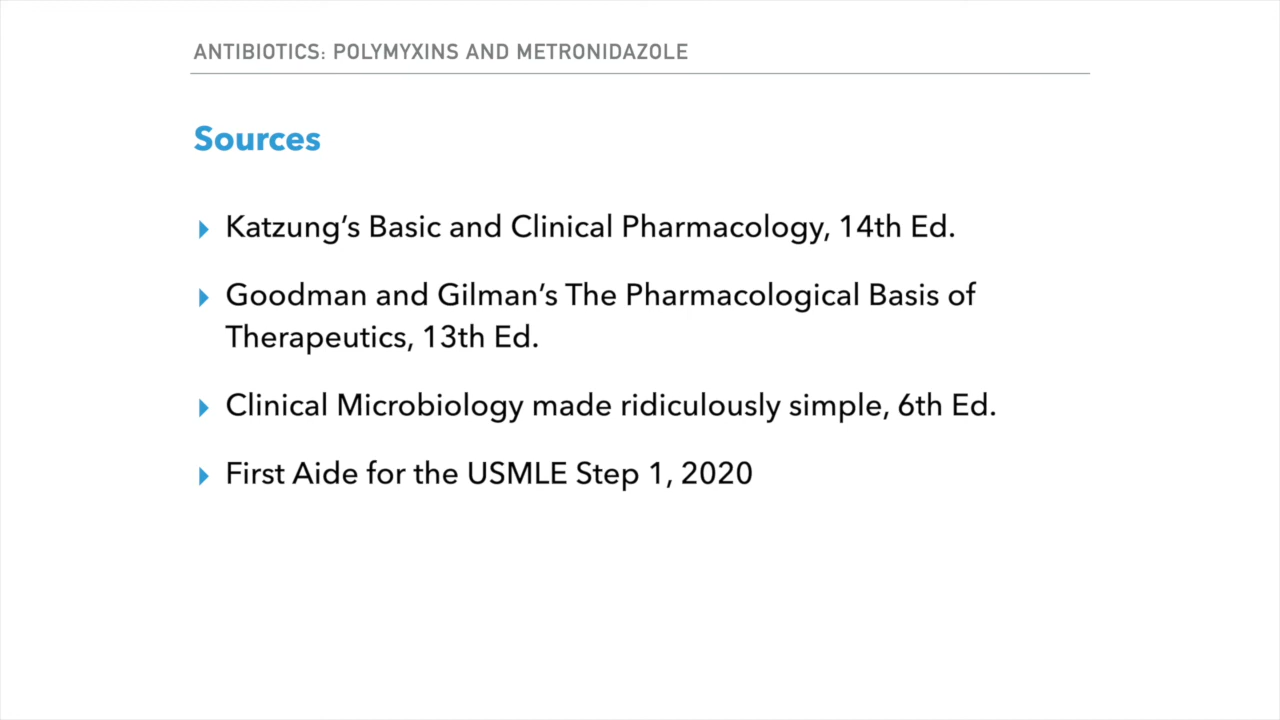 ANTIBIOTICS: POLYMYXINS AND METRONIDAZOLE
Sources
Katzung’s Basic and Clinical Pharmacology, 14th Ed.
Goodman and Gilman’s The Pharmacological Basis of
Therapeutics, 13th Ed.
Clinical Microbiology made ridiculously simple, 6th Ed.
First Aide for the USMLE Step 1, 2020